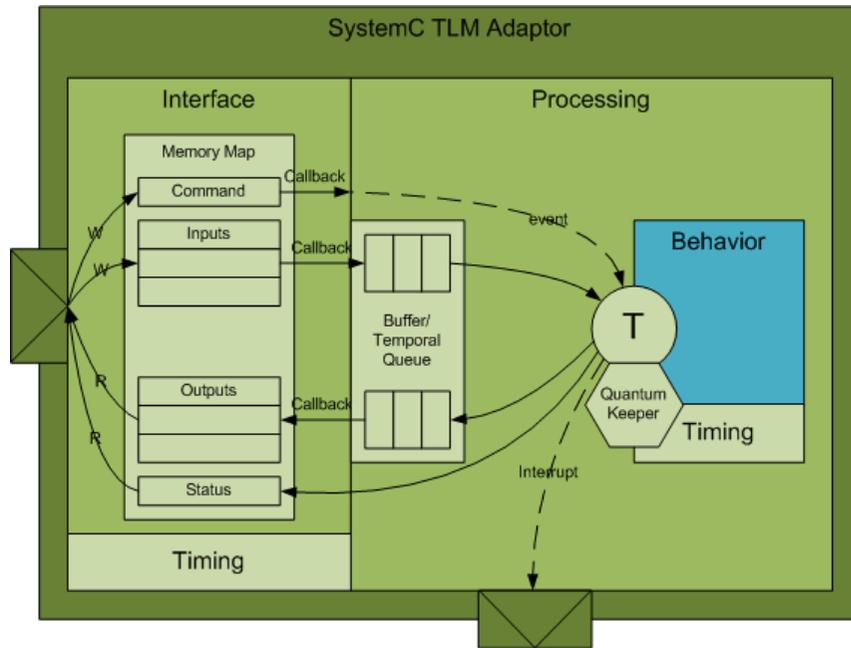 SystemC TLM Adaptor
Interface
Processing
Memory Map
Command
Callback
event
W
Inputs
Callback
W
Behavior
T
Buffer/
Temporal
Queue
Quantum
Keeper
Timing
Outputs
Callback
R
R
Status
Interrupt
Timing